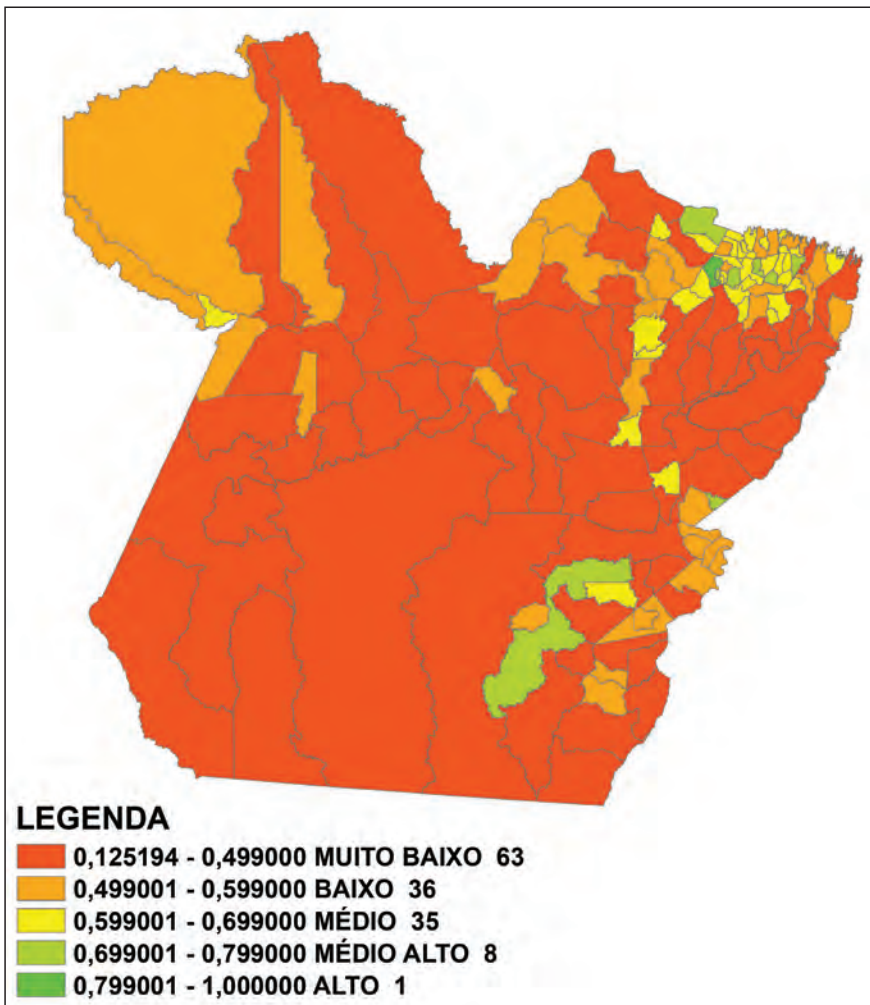 LEGENDA
0,125194 - 0,499000 MUITO BAIXO 63
0,499001 - 0,599000 BAIXO 36
0,599001 - 0,699000 MÉDIO 35
0,699001 - 0,799000 MÉDIO ALTO 8
0,799001 - 1,000000 ALTO 1